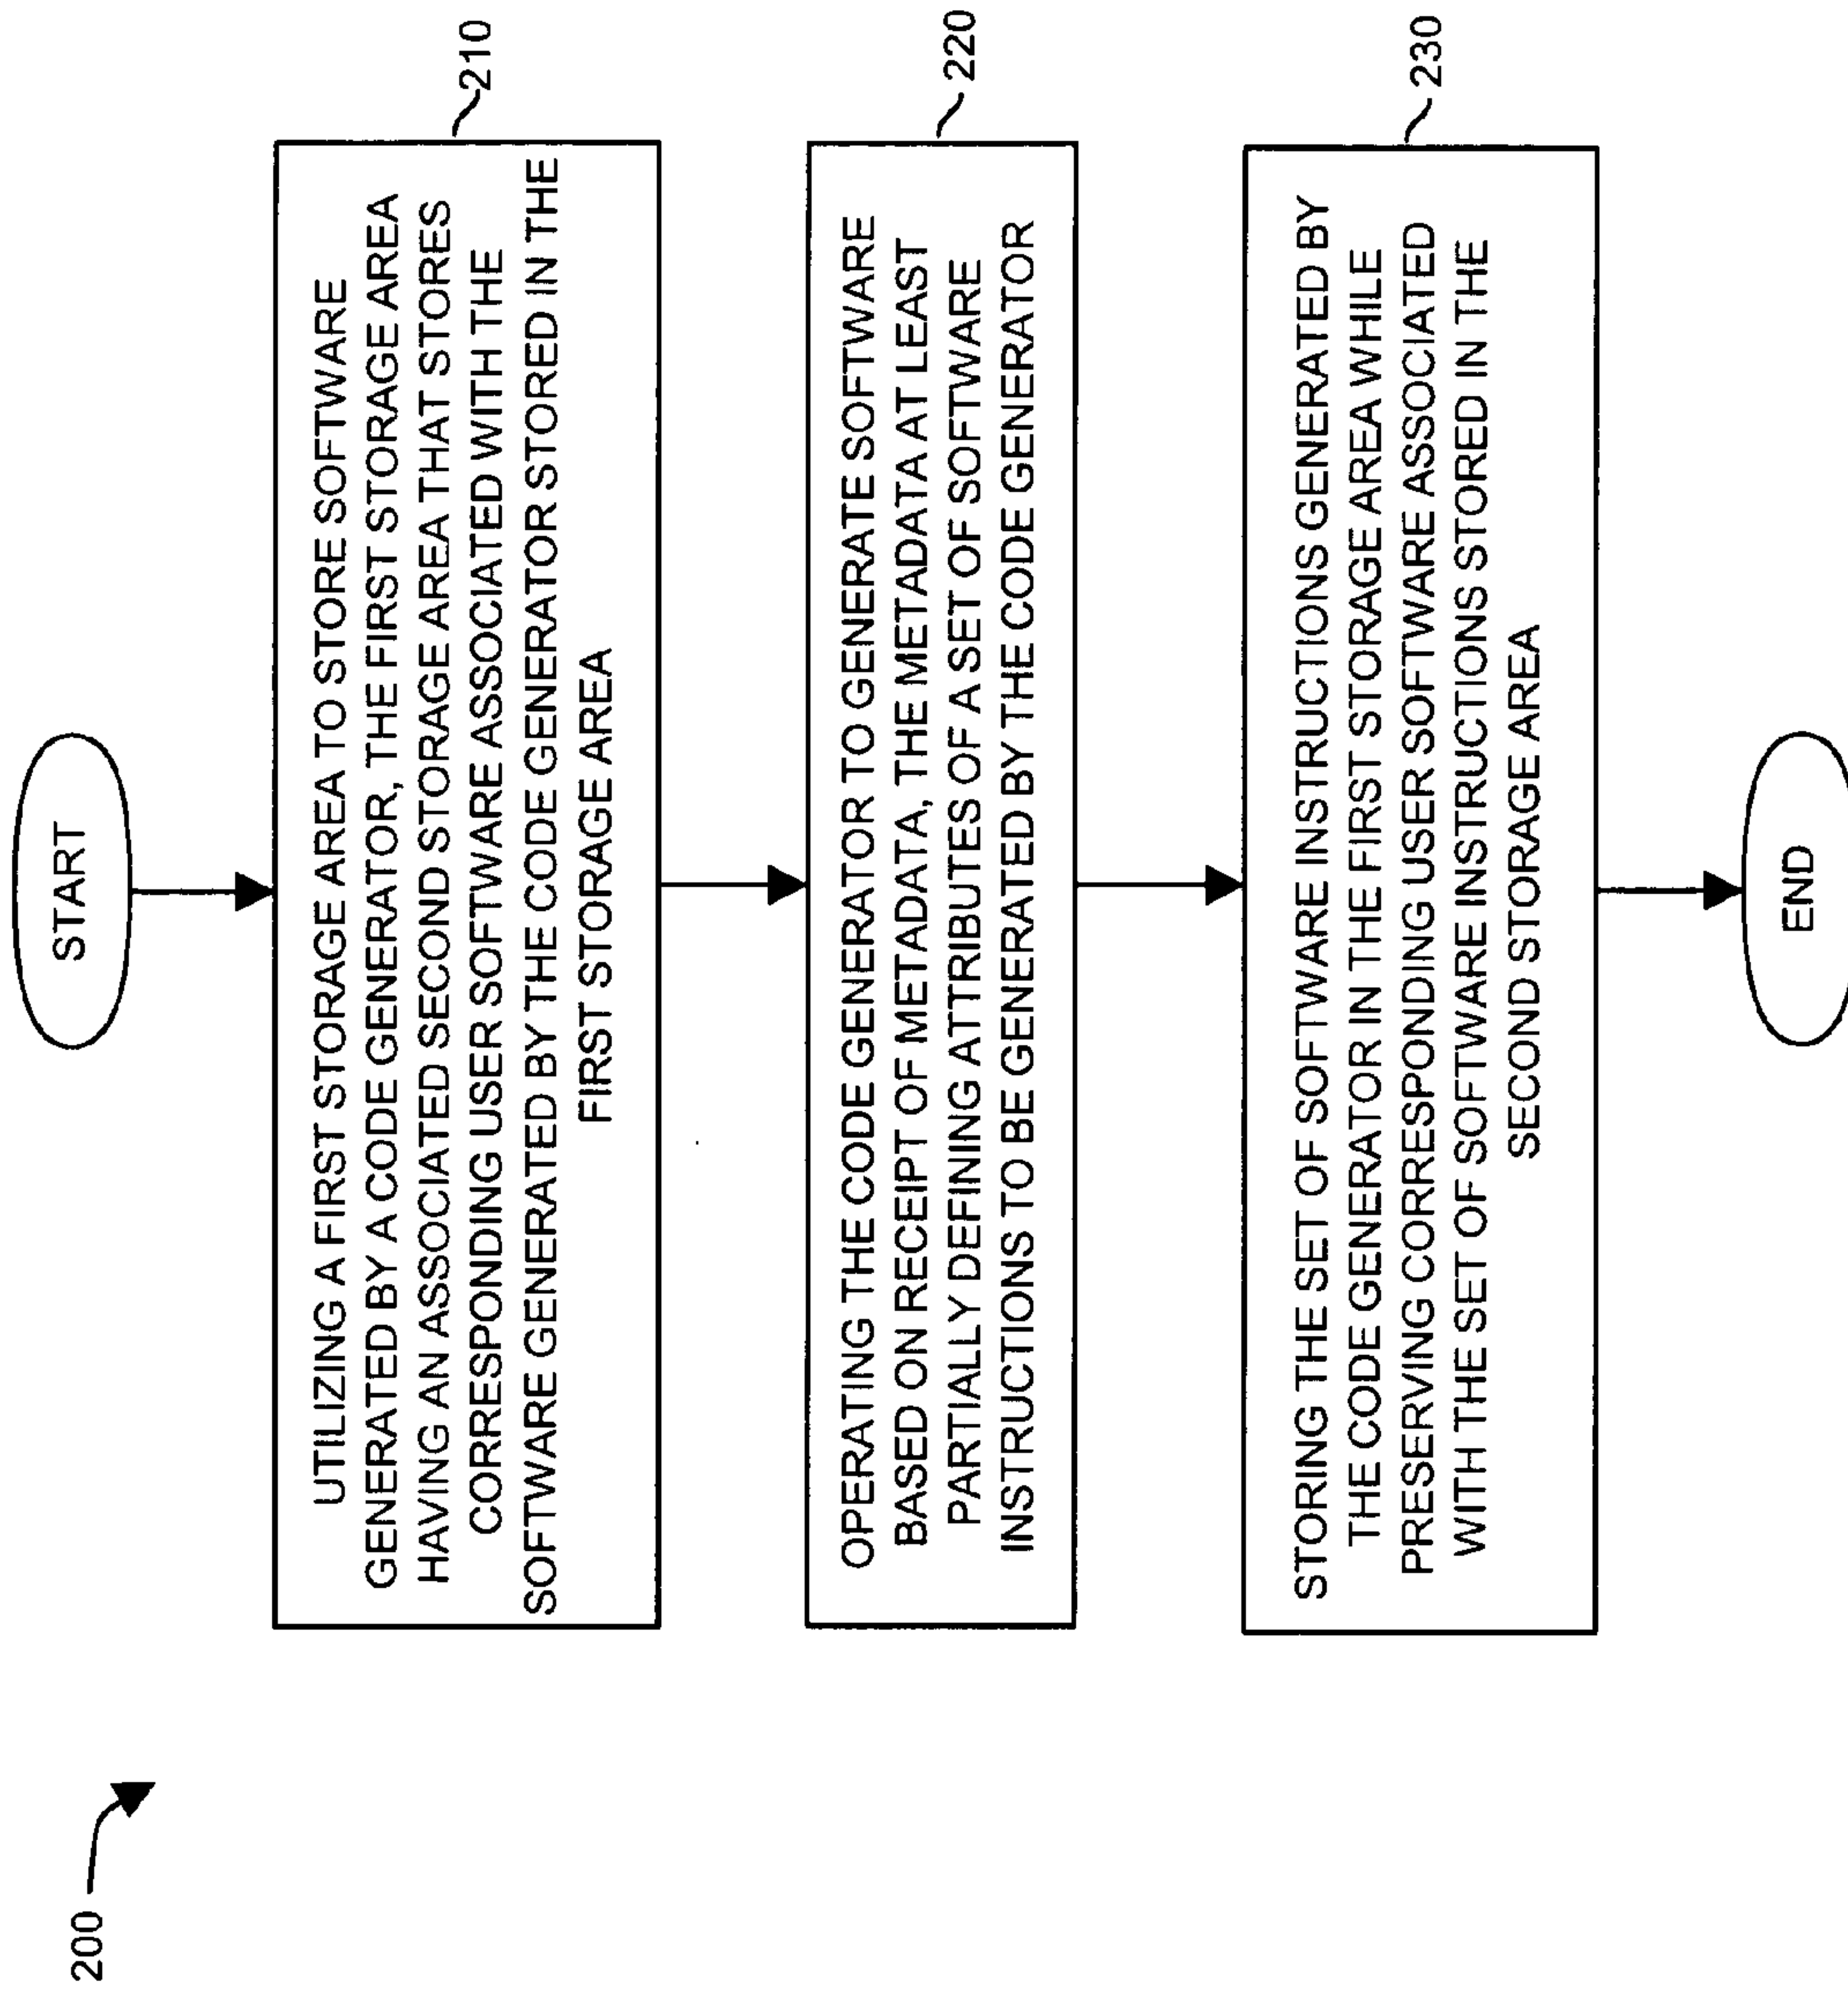 200
START
UTILIZING A FIRST STORAGE AREA TO STORE SOFTWARE
GENERATED BY A CODE GENERATOR, THE FIRST STORAGE AREA
HAVING AN ASSOCIATED SECOND STORAGE AREA THAT STORES
CORRESPONDING USER SOFTWARE ASSOCIATED WITH THE
SOFTWARE GENERATED BY THE CODE GENERATOR STORED IN THE
FIRST STORAGE AREA
210
OPERATING THE CODE GENERATOR TO GENERATE SOFTWARE
BASED ON RECEIPT OF METADATA, THE METADATA AT LEAST
PARTIALLY DEFINING ATTRIBUTES OF A SET OF SOFTWARE
INSTRUCTIONS TO BE GENERATED BY THE CODE GENERATOR
220
STORING THE SET OF SOFTWARE INSTRUCTIONS GENERATED BY
THE CODE GENERATOR IN THE FIRST STORAGE AREA WHILE
PRESERVING CORRESPONDING USER SOFTWARE ASSOCIATED
WITH THE SET OF SOFTWARE INSTRUCTIONS STORED IN THE
SECOND STORAGE AREA
230
END